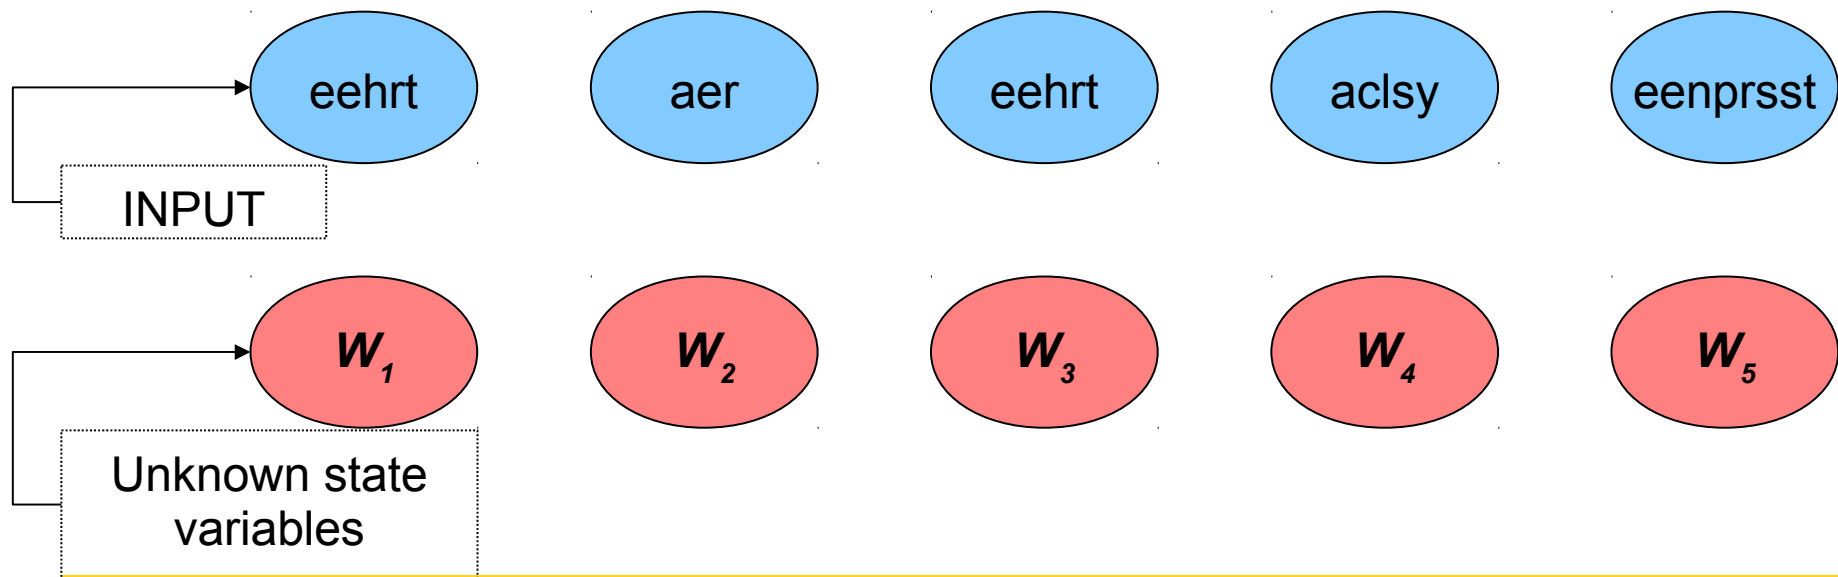 eehrt aer eehrt aclsy eenprsst
INPUT
W1 W2 W3 W4 W5
Unknown state
variables